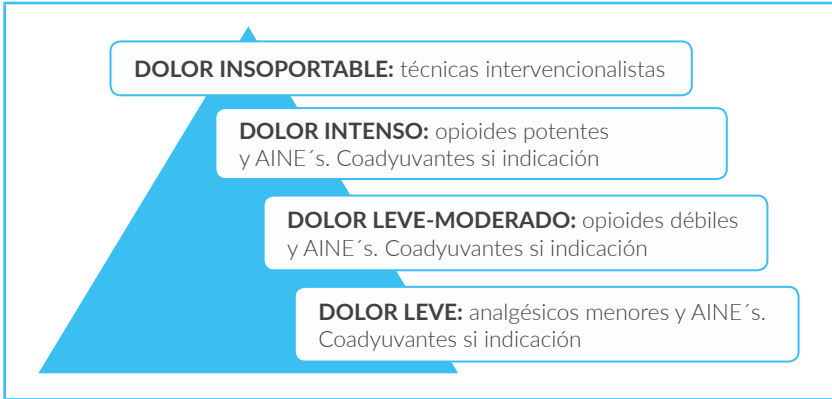 DOLOR INSOPORTABLE: técnicas intervencionalistas
DOLOR INTENSO: opioides potentes
y AINE´s. Coadyuvantes si indicación
DOLOR LEVE-MODERADO: opioides débiles
y AINE´s. Coadyuvantes si indicación
DOLOR LEVE: analgésicos menores y AINE´s.
Coadyuvantes si indicación